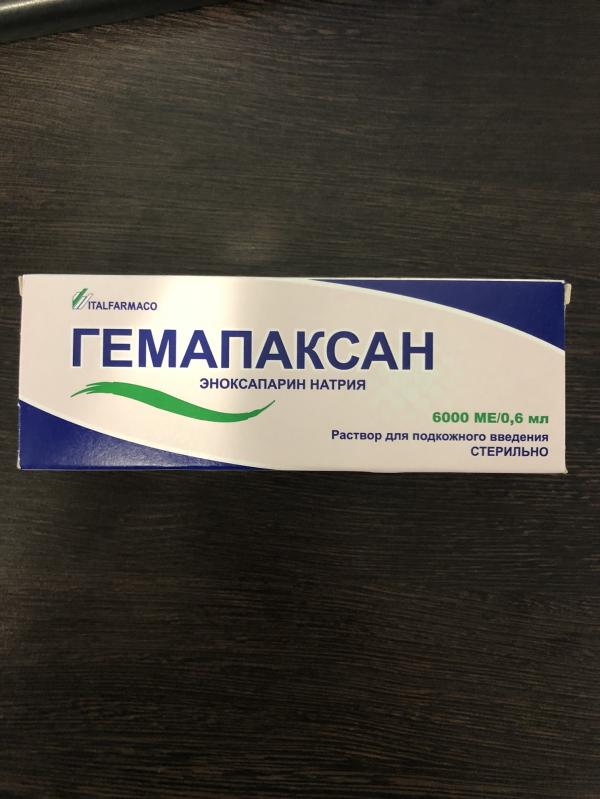 ITALFARMACO
ГЕМАПАКСАН
ЭНОКСАПАРИН НАТРИЯ
6000 МЕ/0,6 мл
Раствор для подкожного введения
СТЕРИЛЬНО